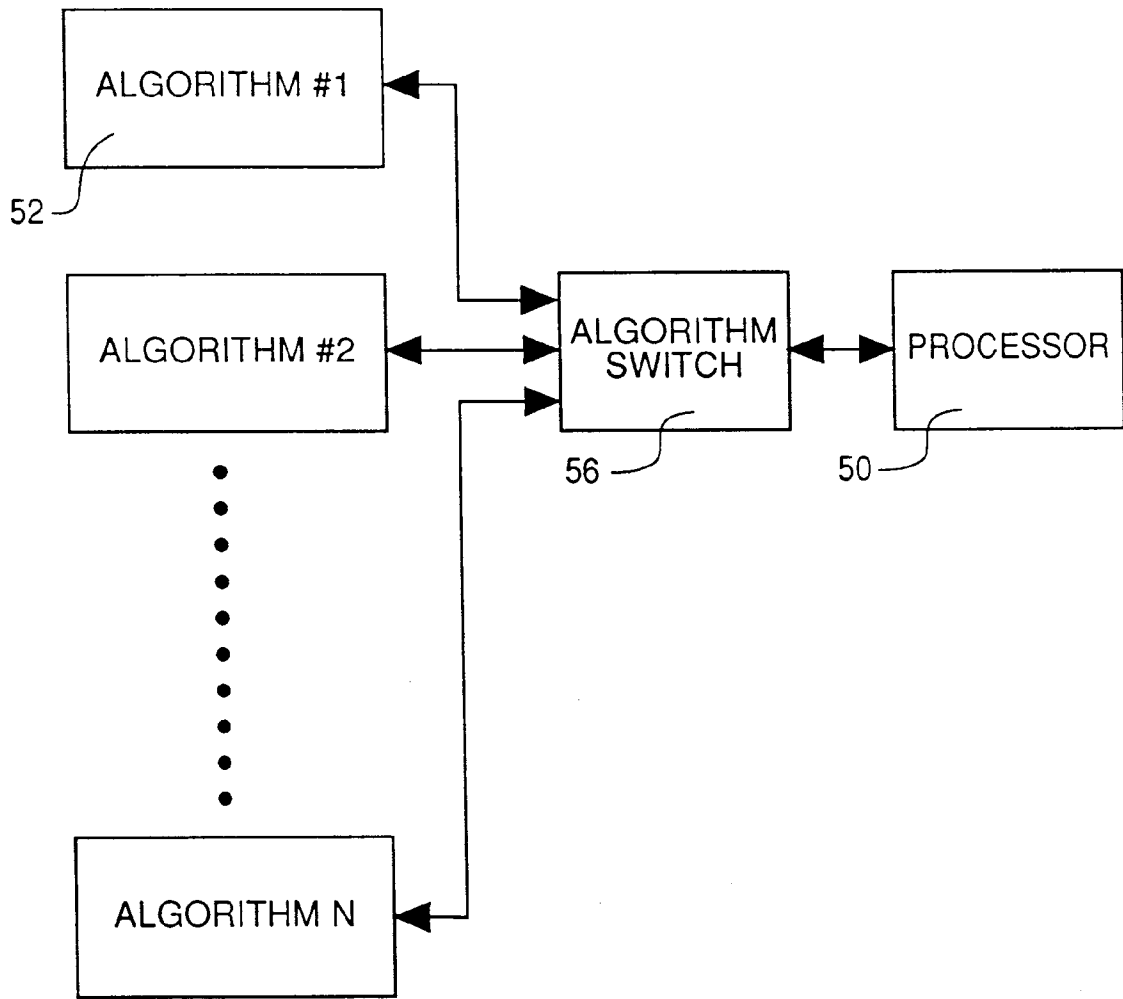 ALGORITHM #1
52
ALGORITHM #2
ALGORITHM
SWITCH
PROCESSOR
56
50
ALGORITHM N